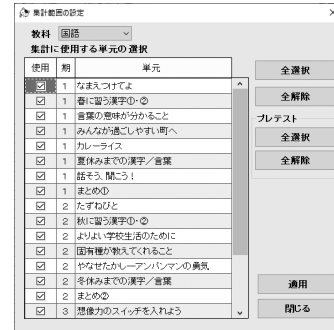 集計範囲の設定
教科 国語
集計に使用する単元の選択
使用 期 単元
1 なまえつけてよ
1 春に習う漢字①・②
1 言葉の意味が分かること
1 みんなが過ごしやすい町へ
1 カレーライス
1 夏休みまでの漢字／言葉
1 話そう、聞こう！
1 まとめ①
2 たずねびと
2 秋に習う漢字①・②
2 よりよい学校生活のために
2 固有種が教えてくれること
2 やなせたかしーアンパンマンの勇気
2 冬休みまでの漢字／言葉
2 まとめ②
3 想像力のスイッチを入れよう
全選択
全解除
プレテスト
全選択
全解除
適用
閉じる